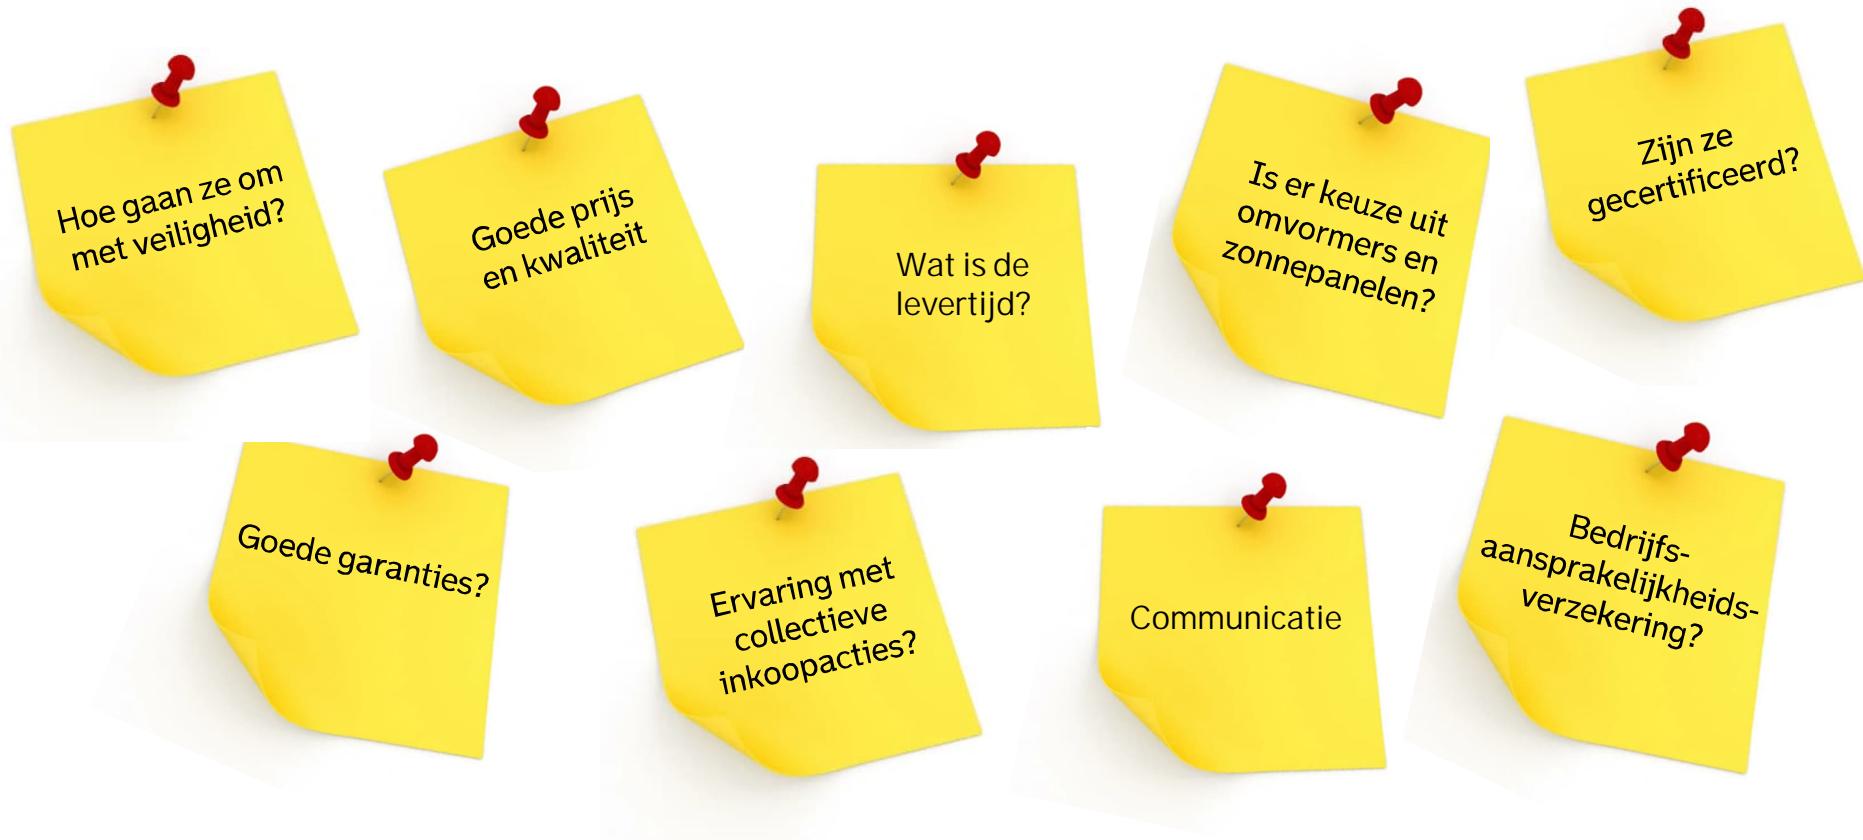 Hoe gaan ze om
met veiligheid?
Goede prijs
en kwaliteit
Wat is de
levertijd?
Is er keuze uit
omvormers en
zonnepanelen?
Zijn ze
gecertificeerd?
Goede garanties?
Ervaring met
collectieve
inkoopacties?
Communicatie
Bedrijfs-
aansprakelijkheids-
verzekering?